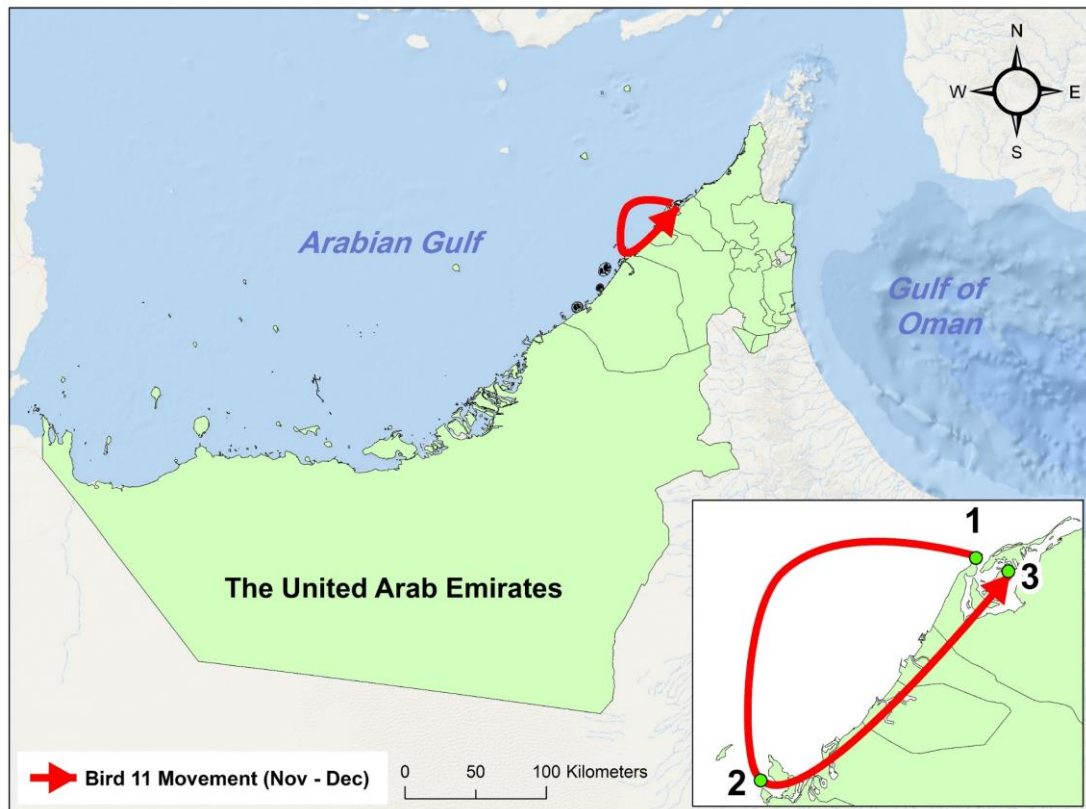 N
W
E
S
Arabian Gulf
Gulf of
Oman
The United Arab Emirates
1
3
2
Bird 11 Movement (Nov - Dec)
0 50 100 Kilometers